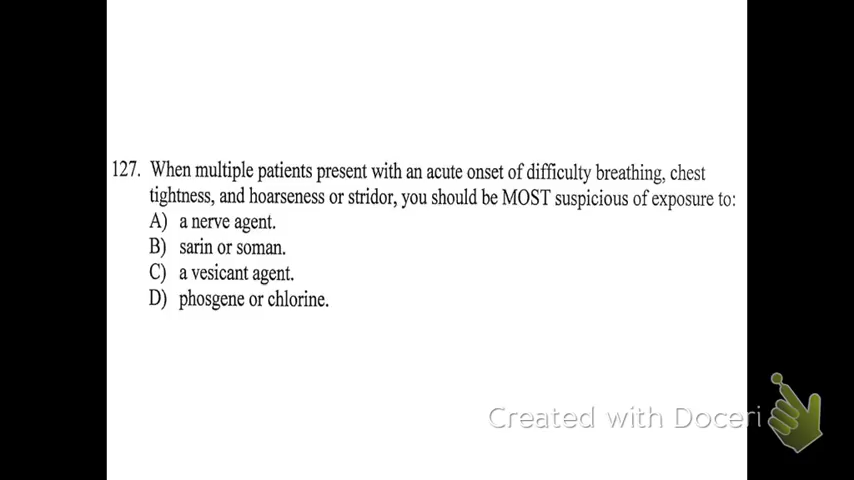 127. When multiple patients present with an acute onset of difficulty breathing, chest
tightness, and hoarseness or stridor, you should be MOST suspicious of exposure to:
A) a nerve agent.
B) sarin or soman.
C) a vesicant agent.
D) phosgene or chlorine.
Created with Doceri